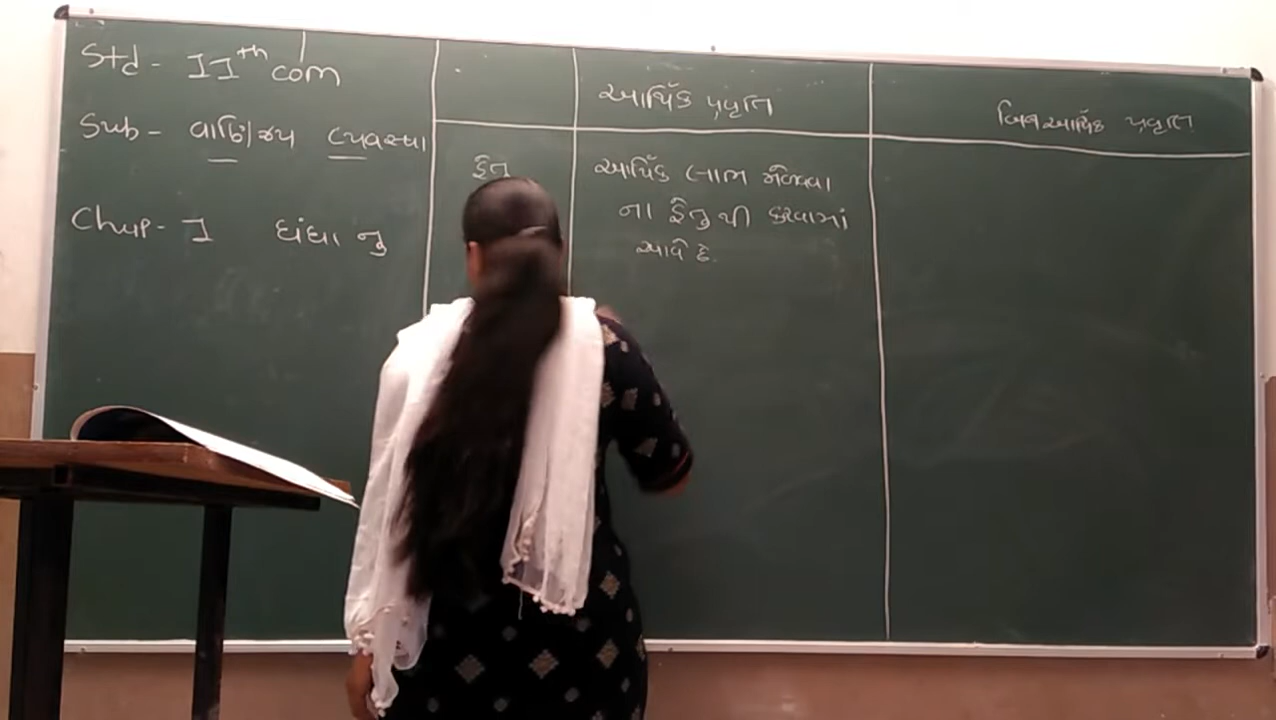 Std - 11th com
Sub - વાણિજ્ય વ્યવસ્થા
Chap - 1 ધંધા નુ
આર્થિક પ્રવૃતિ
બિનઆર્થિક પ્રવૃતિ
હેતુ
આર્થિક લાભ મેળવવા
ના હેતુ થી કરવામાં
આવે છે.